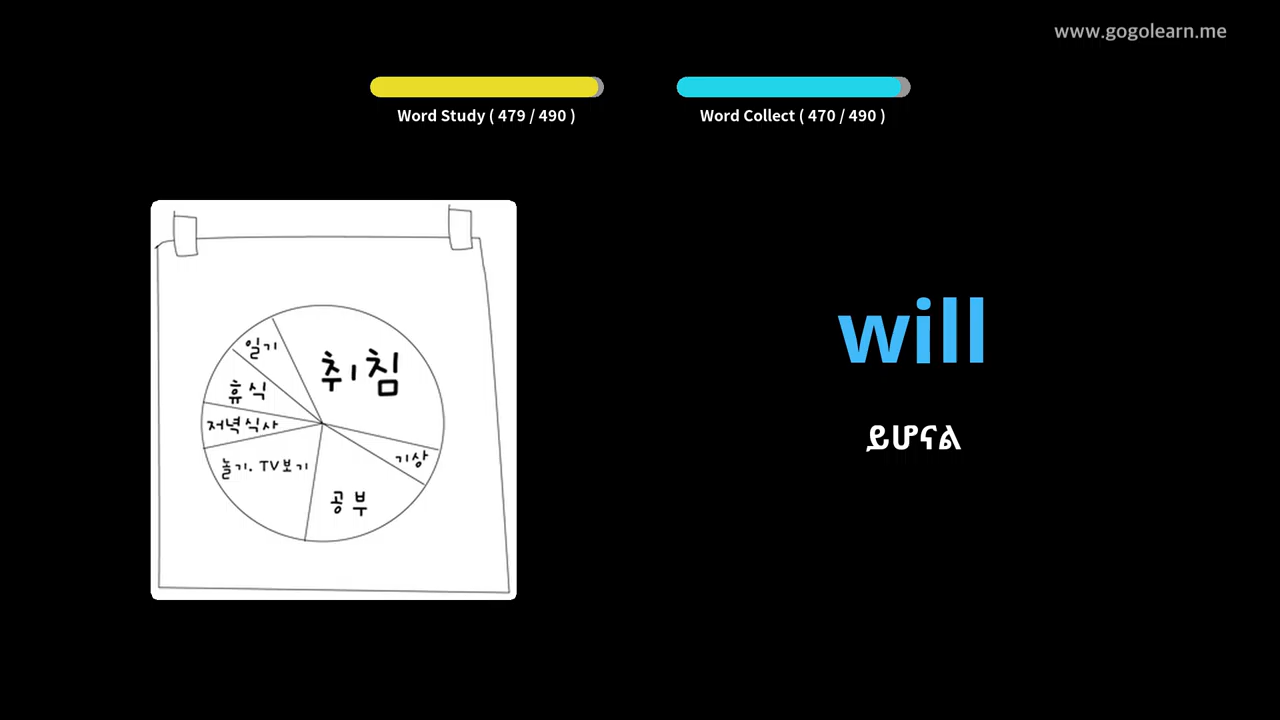 www.gogolearn.me
Word Study ( 479 / 490 )
Word Collect ( 470 / 490 )
일기
취침
휴식
저녁식사
놀기. TV보기
기상
공부
will
ይሆናል